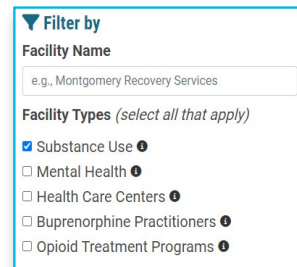 Filter by
Facility Name
e.g., Montgomery Recovery Services
Facility Types (select all that apply)
Substance Use
Mental Health
Health Care Centers
Buprenorphine Practitioners
Opioid Treatment Programs